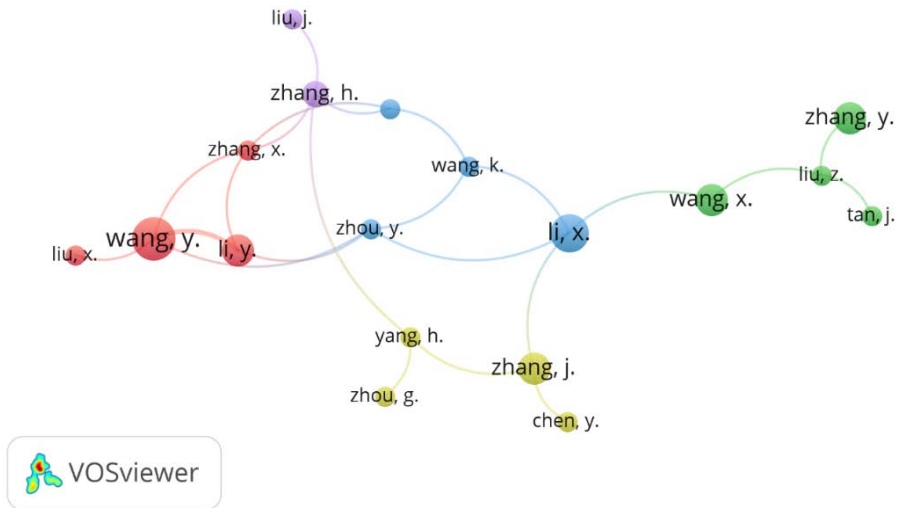 liu, j.
zhang, h.
zhang, y.
zhang, x.
wang, k.
liu, z.
wang, x.
tan, j.
zhou, y.
wang, y.
li, y.
li, x.
liu, x.
yang, h.
zhang, j.
zhou, g.
chen, y.
VOSviewer